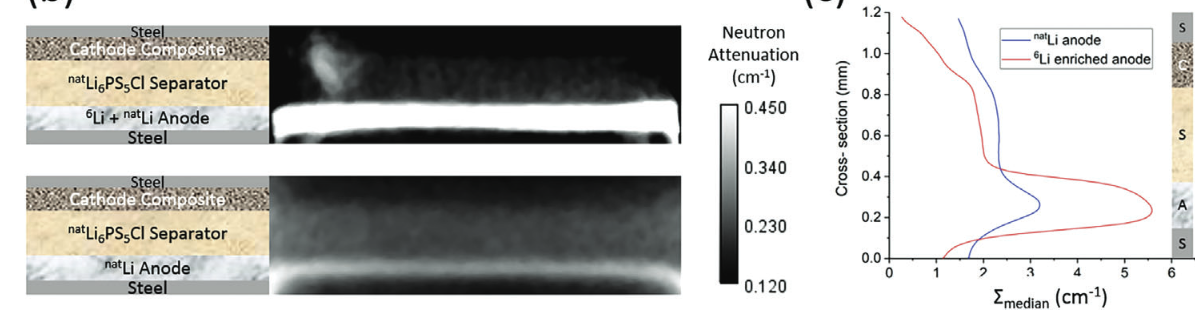 (b)
Steel
Cathode Composite
natLi6PS5Cl Separator
6Li + natLi Anode
Steel
Steel
Cathode Composite
natLi6PS5Cl Separator
natLi Anode
Steel
Neutron
Attenuation
(cm⁻¹)
0.450
0.340
0.230
0.120
(c)
natLi anode
⁶Li enriched anode
Cross- section (mm)
1.2
1.0
0.8
0.6
0.4
0.2
0.0
0 1 2 3 4 5 6
Σmedian (cm⁻¹)
S
C
S
A
S